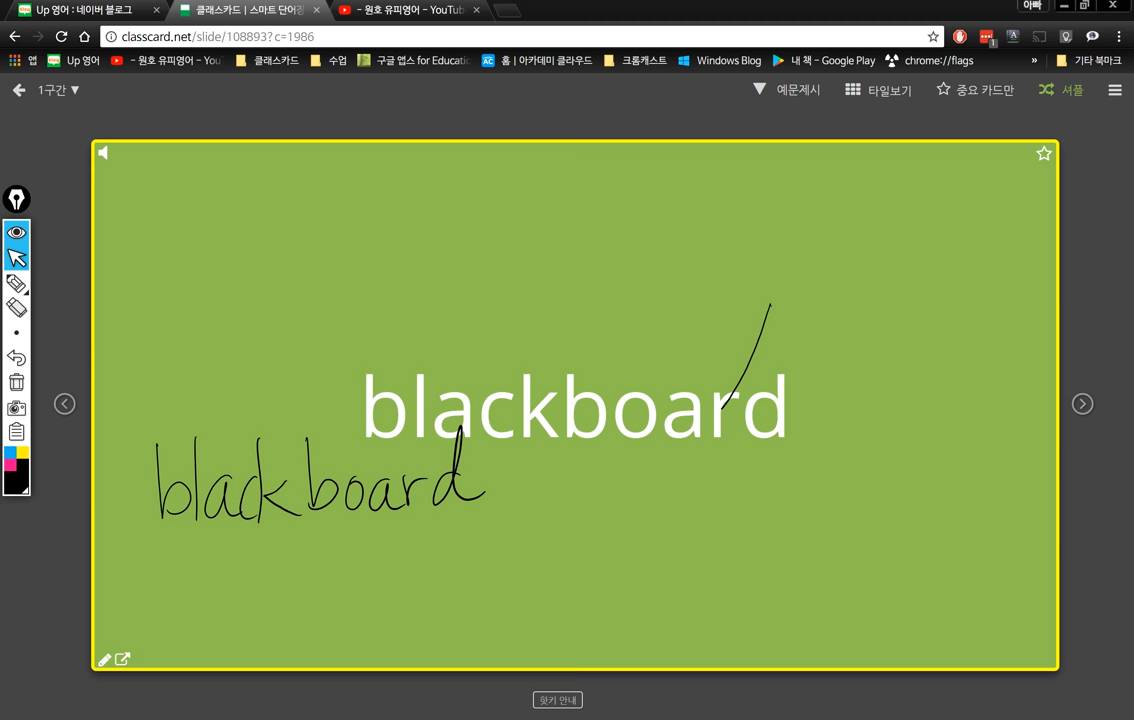 Up 영어 : 네이버 블로그
클래스카드 | 스마트 단어장
- 원호 유피영어 - YouTub
아빠
classcard.net/slide/108893?c=1986
1
앱
Up 영어
- 원호 유피영어 - You
클래스카드
수업
구글 앱스 for Educatio
AC
홈 | 아카데미 클라우드
크롬캐스트
Windows Blog
내 책 - Google Play
chrome://flags
»
기타 북마크
1구간 ▼
예문제시
타일보기
중요 카드만
셔플
blackboard
blackboard
핫키 안내